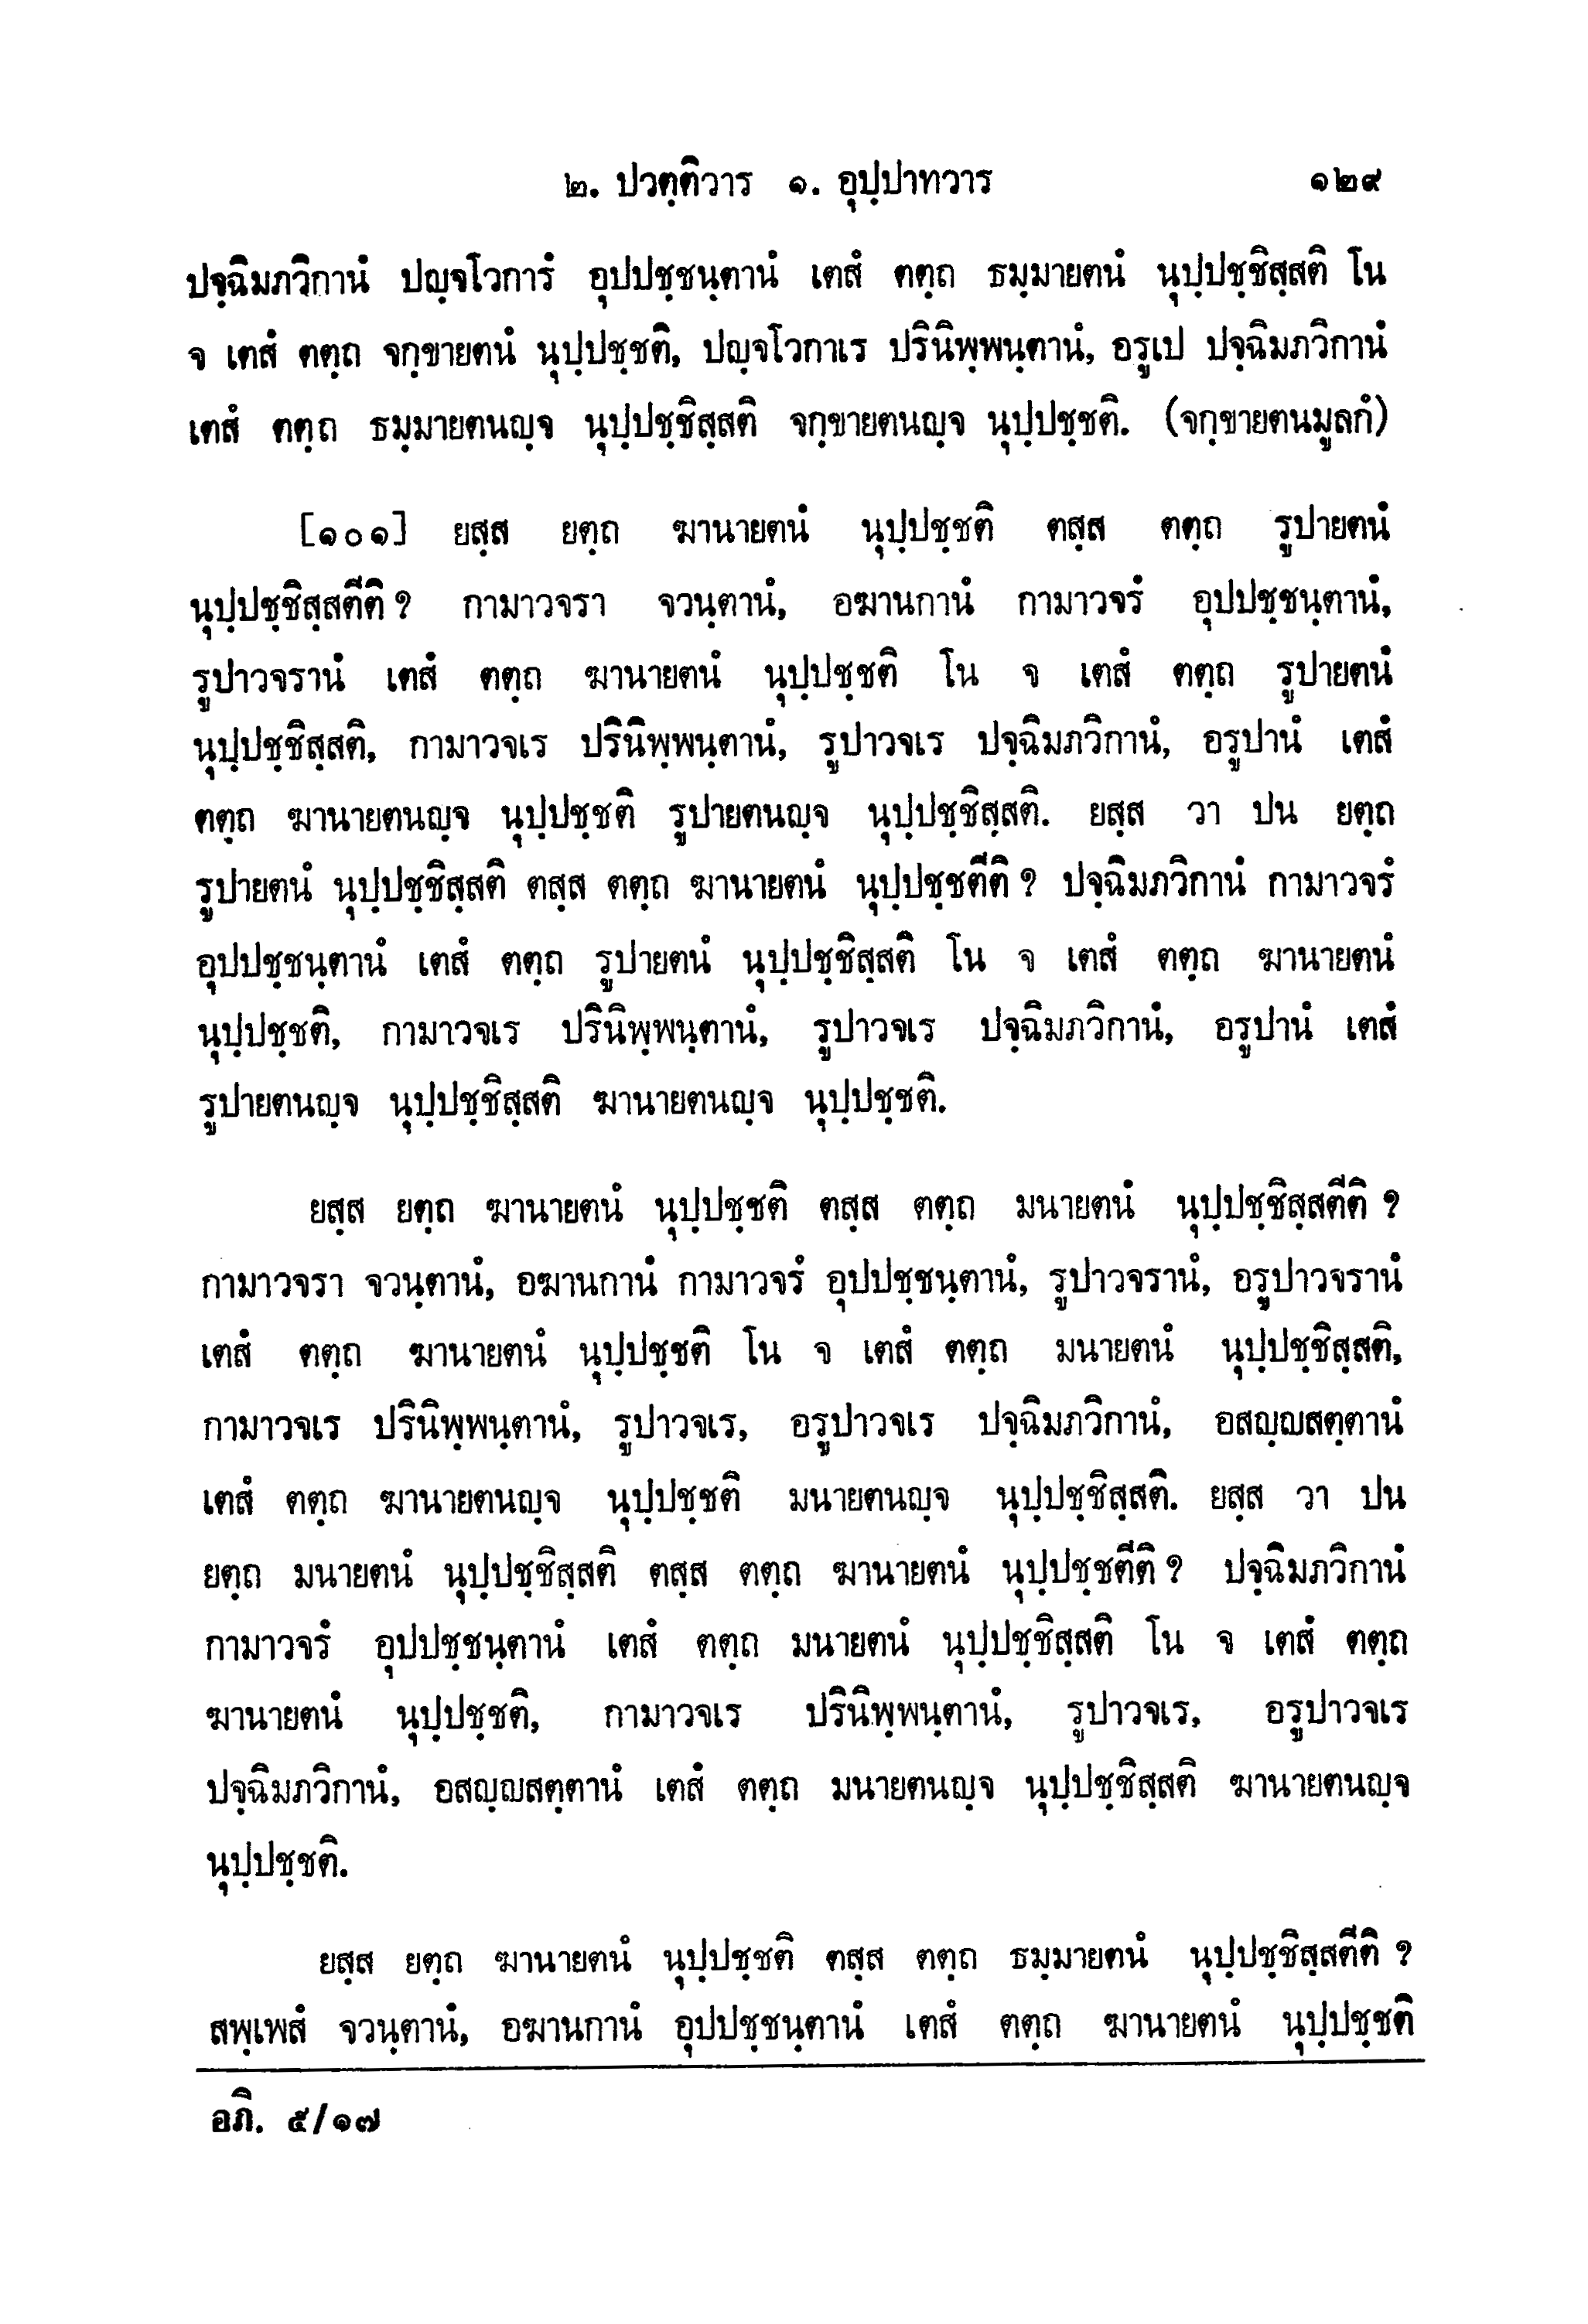 ๒. ปวตฺติวาร ๑. อุปฺปาทวาร ๑๒๙
ปจฺฉิมภวิกานํ ปญฺจโวการํ อุปปชฺชนฺตานํ เตสํ ตตฺถ ธมฺมายตนํ นุปฺปชฺชิสฺสติ โน
จ เตสํ ตตฺถ จกฺขายตนํ นุปฺปชฺชติ, ปญฺจโวกาเร ปรินิพฺพนฺตานํ, อรูเป ปจฺฉิมภวิกานํ
เตสํ ตตฺถ ธมฺมายตนญฺจ นุปฺปชฺชิสฺสติ จกฺขายตนญฺจ นุปฺปชฺชติ. (จกฺขายตนมูลกํ)
[๑๐๑] ยสฺส ยตฺถ ฆานายตนํ นุปฺปชฺชติ ตสฺส ตตฺถ รูปายตนํ
นุปฺปชฺชิสฺสตีติ ? กามาวจรา จวนฺตานํ, อฆานกานํ กามาวจรํ อุปปชฺชนฺตานํ,
รูปาวจรานํ เตสํ ตตฺถ ฆานายตนํ นุปฺปชฺชติ โน จ เตสํ ตตฺถ รูปายตนํ
นุปฺปชฺชิสฺสติ, กามาวจเร ปรินิพฺพนฺตานํ, รูปาวจเร ปจฺฉิมภวิกานํ, อรูปานํ เตสํ
ตตฺถ ฆานายตนญฺจ นุปฺปชฺชติ รูปายตนญฺจ นุปฺปชฺชิสฺสติ. ยสฺส วา ปน ยตฺถ
รูปายตนํ นุปฺปชฺชิสฺสติ ตสฺส ตตฺถ ฆานายตนํ นุปฺปชฺชตีติ ? ปจฺฉิมภวิกานํ กามาวจรํ
อุปปชฺชนฺตานํ เตสํ ตตฺถ รูปายตนํ นุปฺปชฺชิสฺสติ โน จ เตสํ ตตฺถ ฆานายตนํ
นุปฺปชฺชติ, กามาวจเร ปรินิพฺพนฺตานํ, รูปาวจเร ปจฺฉิมภวิกานํ, อรูปานํ เตสํ
รูปายตนญฺจ นุปฺปชฺชิสฺสติ ฆานายตนญฺจ นุปฺปชฺชติ.
ยสฺส ยตฺถ ฆานายตนํ นุปฺปชฺชติ ตสฺส ตตฺถ มนายตนํ นุปฺปชฺชิสฺสตีติ ?
กามาวจรา จวนฺตานํ, อฆานกานํ กามาวจรํ อุปปชฺชนฺตานํ, รูปาวจรานํ, อรูปาวจรานํ
เตสํ ตตฺถ ฆานายตนํ นุปฺปชฺชติ โน จ เตสํ ตตฺถ มนายตนํ นุปฺปชฺชิสฺสติ,
กามาวจเร ปรินิพฺพนฺตานํ, รูปาวจเร, อรูปาวจเร ปจฺฉิมภวิกานํ, อสญฺญสตฺตานํ
เตสํ ตตฺถ ฆานายตนญฺจ นุปฺปชฺชติ มนายตนญฺจ นุปฺปชฺชิสฺสติ. ยสฺส วา ปน
ยตฺถ มนายตนํ นุปฺปชฺชิสฺสติ ตสฺส ตตฺถ ฆานายตนํ นุปฺปชฺชตีติ ? ปจฺฉิมภวิกานํ
กามาวจรํ อุปปชฺชนฺตานํ เตสํ ตตฺถ มนายตนํ นุปฺปชฺชิสฺสติ โน จ เตสํ ตตฺถ
ฆานายตนํ นุปฺปชฺชติ, กามาวจเร ปรินิพฺพนฺตานํ, รูปาวจเร, อรูปาวจเร
ปจฺฉิมภวิกานํ, อสญฺญสตฺตานํ เตสํ ตตฺถ มนายตนญฺจ นุปฺปชฺชิสฺสติ ฆานายตนญฺจ
นุปฺปชฺชติ.
ยสฺส ยตฺถ ฆานายตนํ นุปฺปชฺชติ ตสฺส ตตฺถ ธมฺมายตนํ นุปฺปชฺชิสฺสตีติ ?
สพฺเพสํ จวนฺตานํ, อฆานกานํ อุปปชฺชนฺตานํ เตสํ ตตฺถ ฆานายตนํ นุปฺปชฺชติ
อภิ. ๕/๑๗